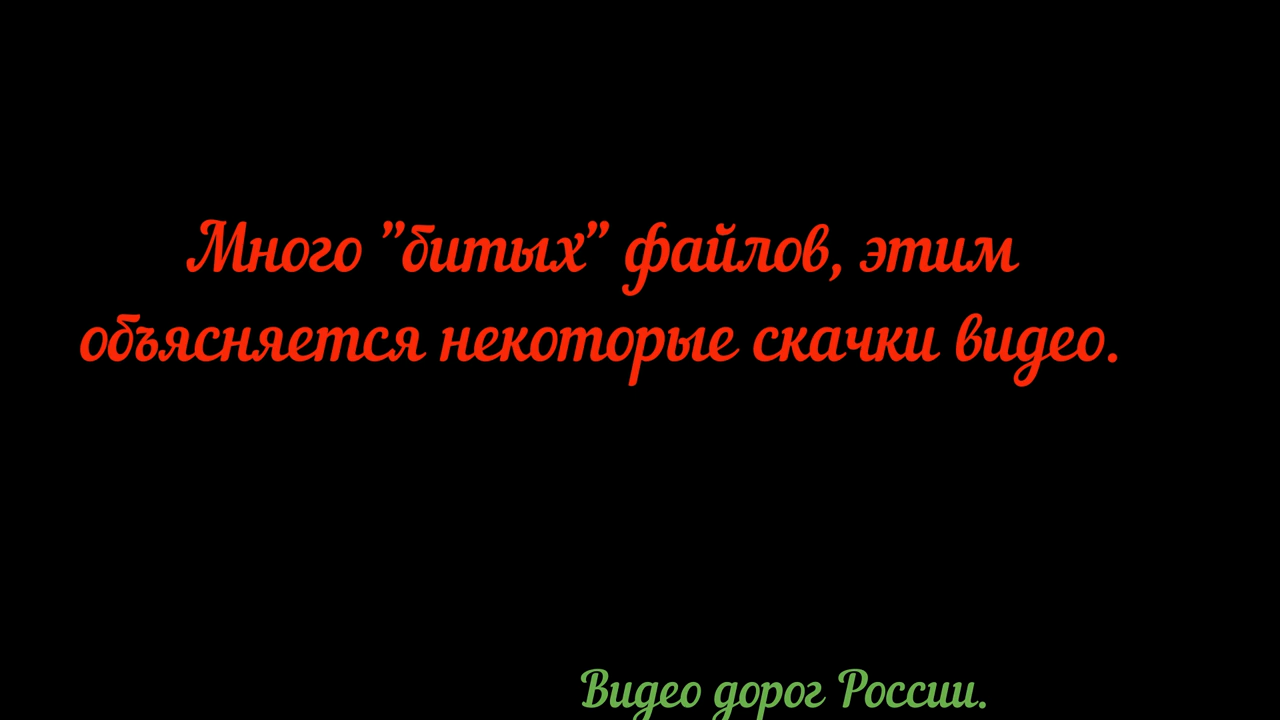 Много "битых" файлов, этим
объясняется некоторые скачки видео.
Видео дорог России.